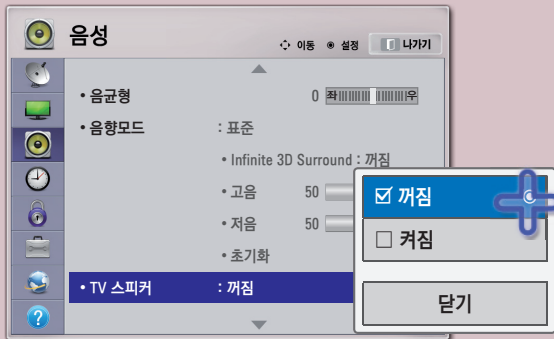 음성
이동 설정 나가기
• 음균형 0 좌 우
• 음향모드 : 표준
• Infinite 3D Surround : 꺼짐
• 고음 50
• 저음 50
• 초기화
• TV 스피커 : 꺼짐
☑ 꺼짐
□ 켜짐
닫기
?